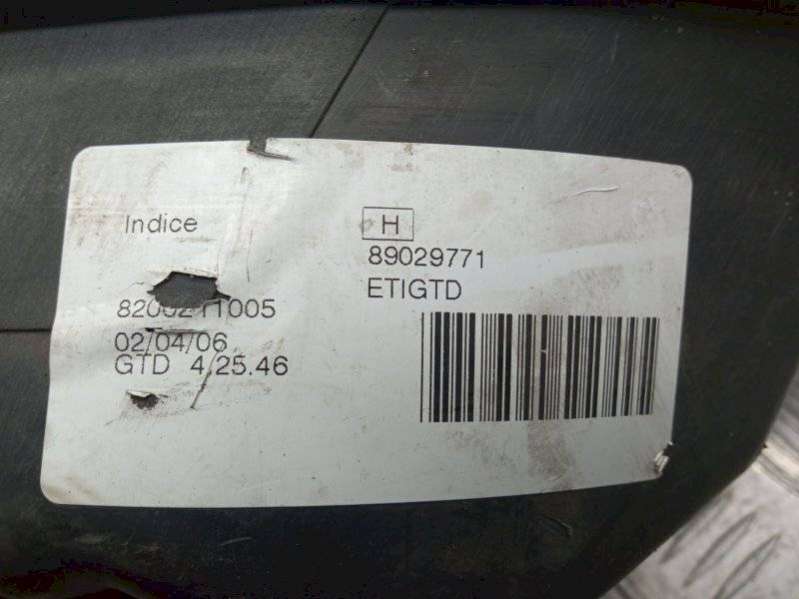 Indice H
89029771
ETIGTD
02/04/06
GTD 4.25.46